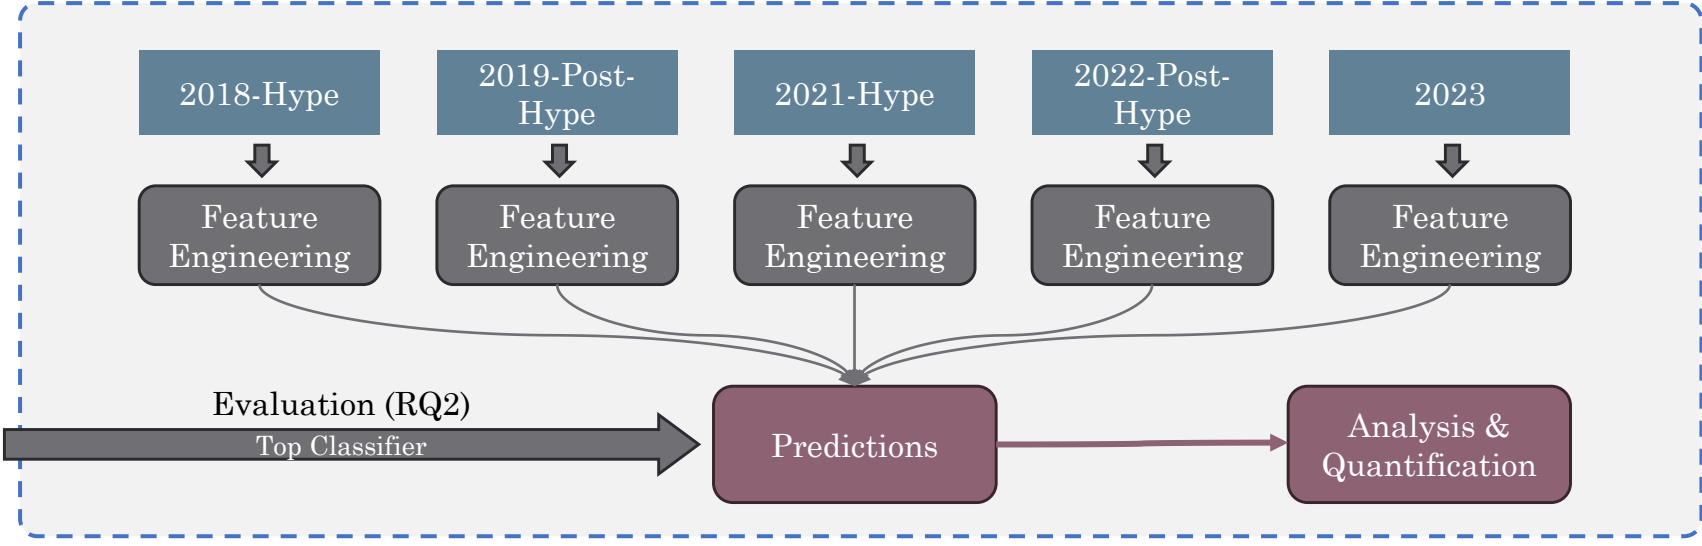 2018-Hype
2019-Post-
Hype
2021-Hype
2022-Post-
Hype
2023
Feature
Engineering
Feature
Engineering
Feature
Engineering
Feature
Engineering
Feature
Engineering
Evaluation (RQ2)
Top Classifier
Predictions
Analysis &
Quantification